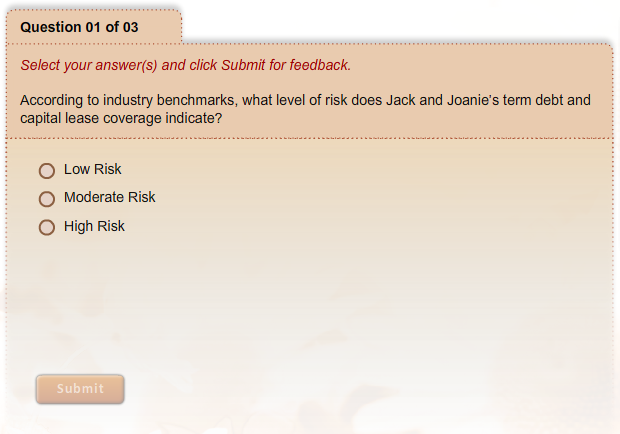 Question 01 of 03
Select your answer(s) and click Submit for feedback.
According to industry benchmarks, what level of risk does Jack and Joanie's term debt and
capital lease coverage indicate?
Low Risk
Moderate Risk
High Risk
Submit